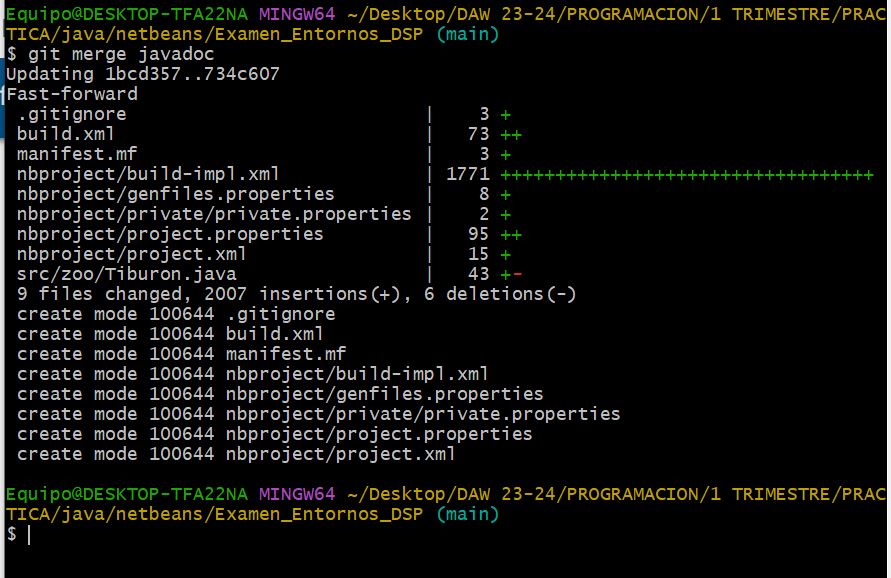 Equipo@DESKTOP-TFA22NA MINGW64 ~/Desktop/DAW 23-24/PROGRAMACION/1 TRIMESTRE/PRAC
TICA/java/netbeans/Examen_Entornos_DSP (main)
$ git merge javadoc
Updating 1bcd357..734c607
Fast-forward
 .gitignore                           |    3 +
 build.xml                            |   73 ++
 manifest.mf                          |    3 +
 nbproject/build-impl.xml             | 1771 ++++++++++++++++++++++++++++++++++
 nbproject/genfiles.properties        |    8 +
 nbproject/private/private.properties |    2 +
 nbproject/project.properties         |   95 ++
 nbproject/project.xml                |   15 +
 src/zoo/Tiburon.java                 |   43 +-
 9 files changed, 2007 insertions(+), 6 deletions(-)
 create mode 100644 .gitignore
 create mode 100644 build.xml
 create mode 100644 manifest.mf
 create mode 100644 nbproject/build-impl.xml
 create mode 100644 nbproject/genfiles.properties
 create mode 100644 nbproject/private/private.properties
 create mode 100644 nbproject/project.properties
 create mode 100644 nbproject/project.xml
Equipo@DESKTOP-TFA22NA MINGW64 ~/Desktop/DAW 23-24/PROGRAMACION/1 TRIMESTRE/PRAC
TICA/java/netbeans/Examen_Entornos_DSP (main)
$